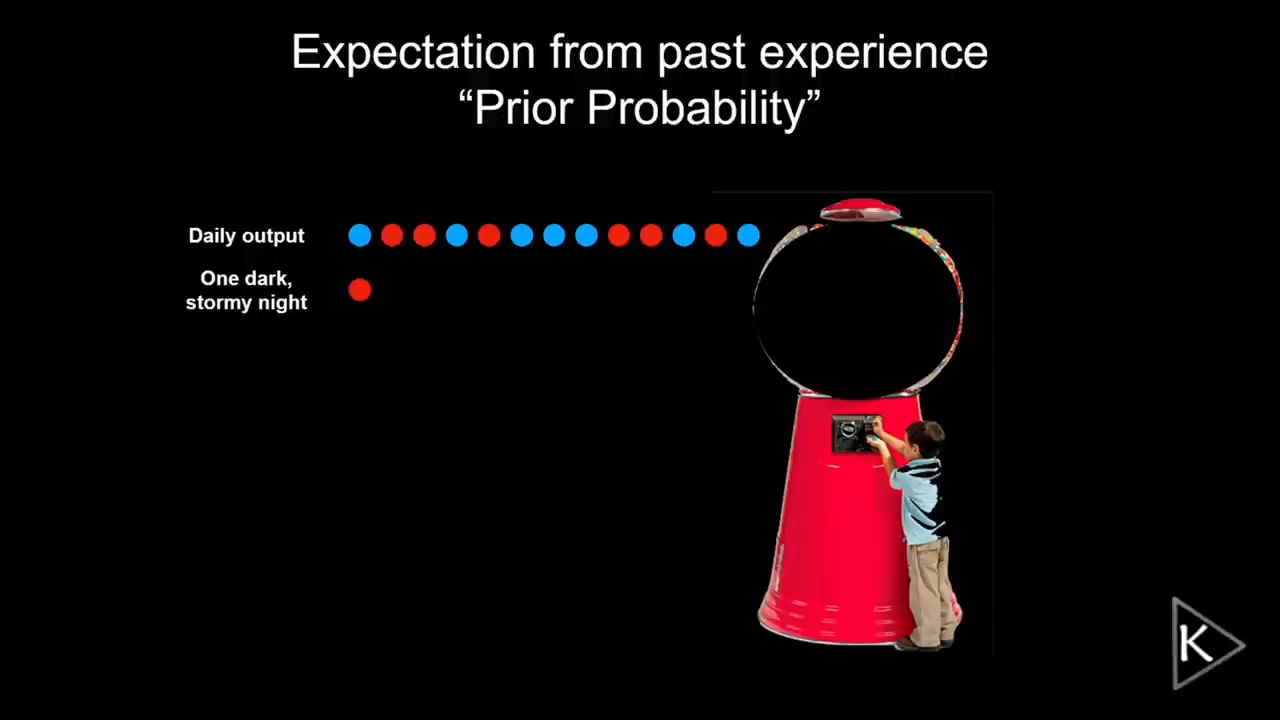 Expectation from past experience
“Prior Probability”
Daily output
One dark,
stormy night
K